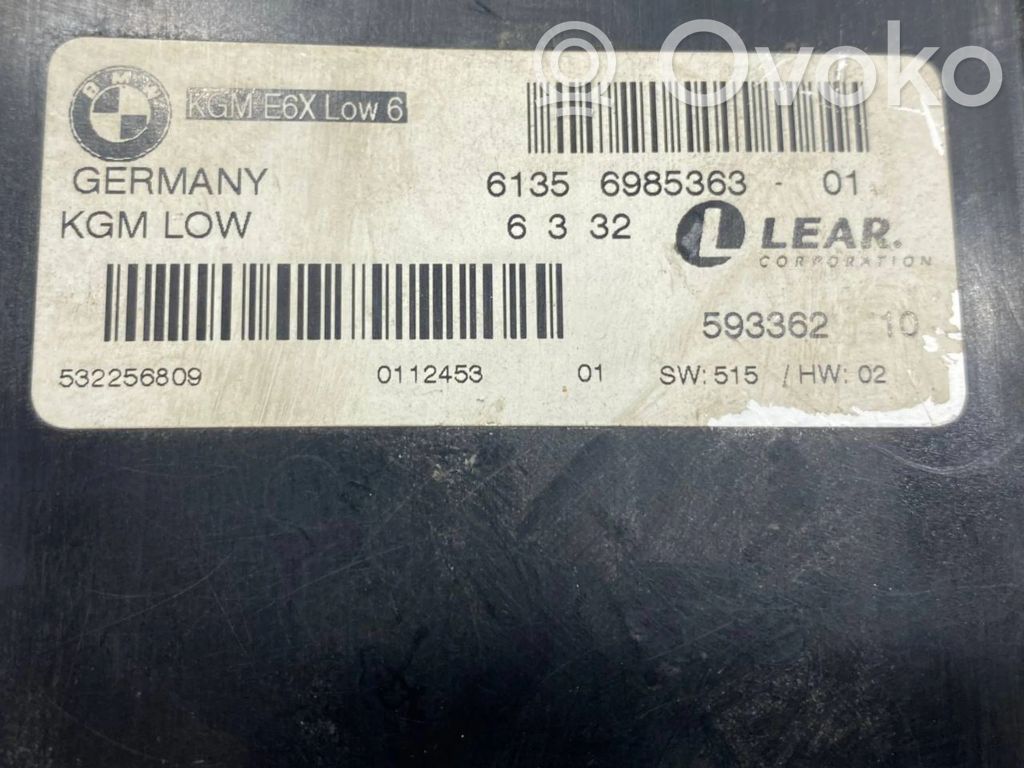 Ovoko
BMW
KGM E6X Low 6
GERMANY 6135 6985363 - 01
KGM LOW 6 3 32
LEAR.
CORPORATION
593362 10
532256809 0112453 01 SW: 515 / HW: 02